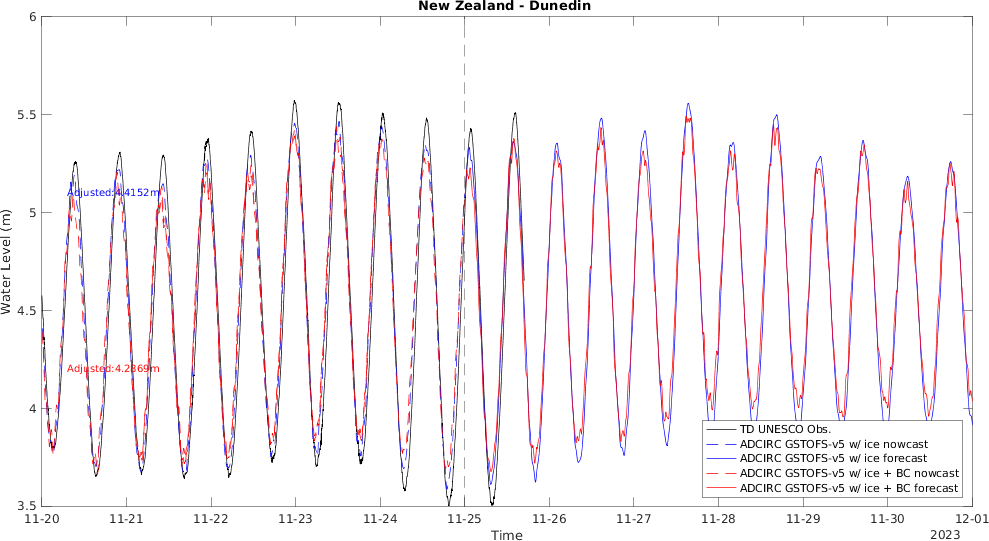 New Zealand - Dunedin
6
5.5
5
4.5
4
3.5
Water Level (m)
Adjusted:4.4152m
Adjusted:4.2369m
TD UNESCO Obs.
ADCIRC GSTOFS-v5 w/ ice nowcast
ADCIRC GSTOFS-v5 w/ ice forecast
ADCIRC GSTOFS-v5 w/ ice + BC nowcast
ADCIRC GSTOFS-v5 w/ ice + BC forecast
11-20 11-21 11-22 11-23 11-24 11-25 11-26 11-27 11-28 11-29 11-30 12-01
Time
2023